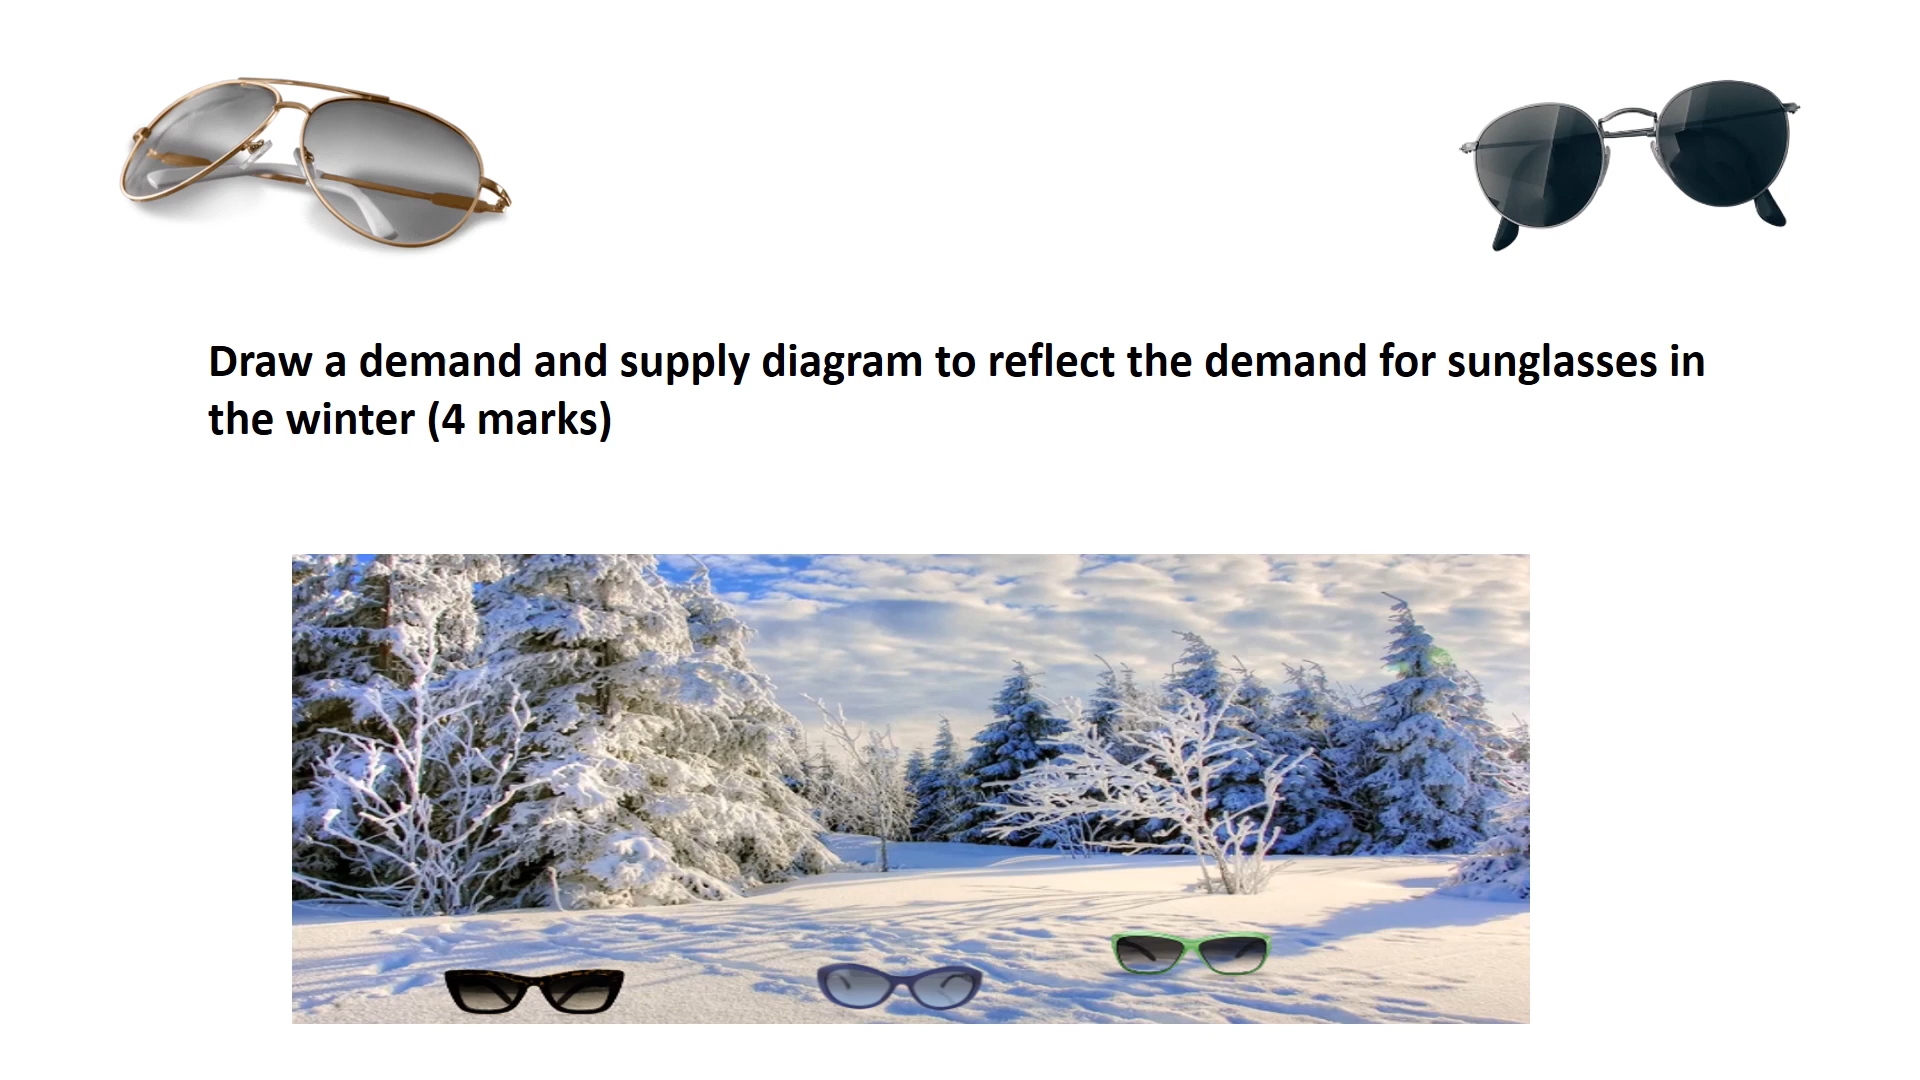 Draw a demand and supply diagram to reflect the demand for sunglasses in
the winter (4 marks)